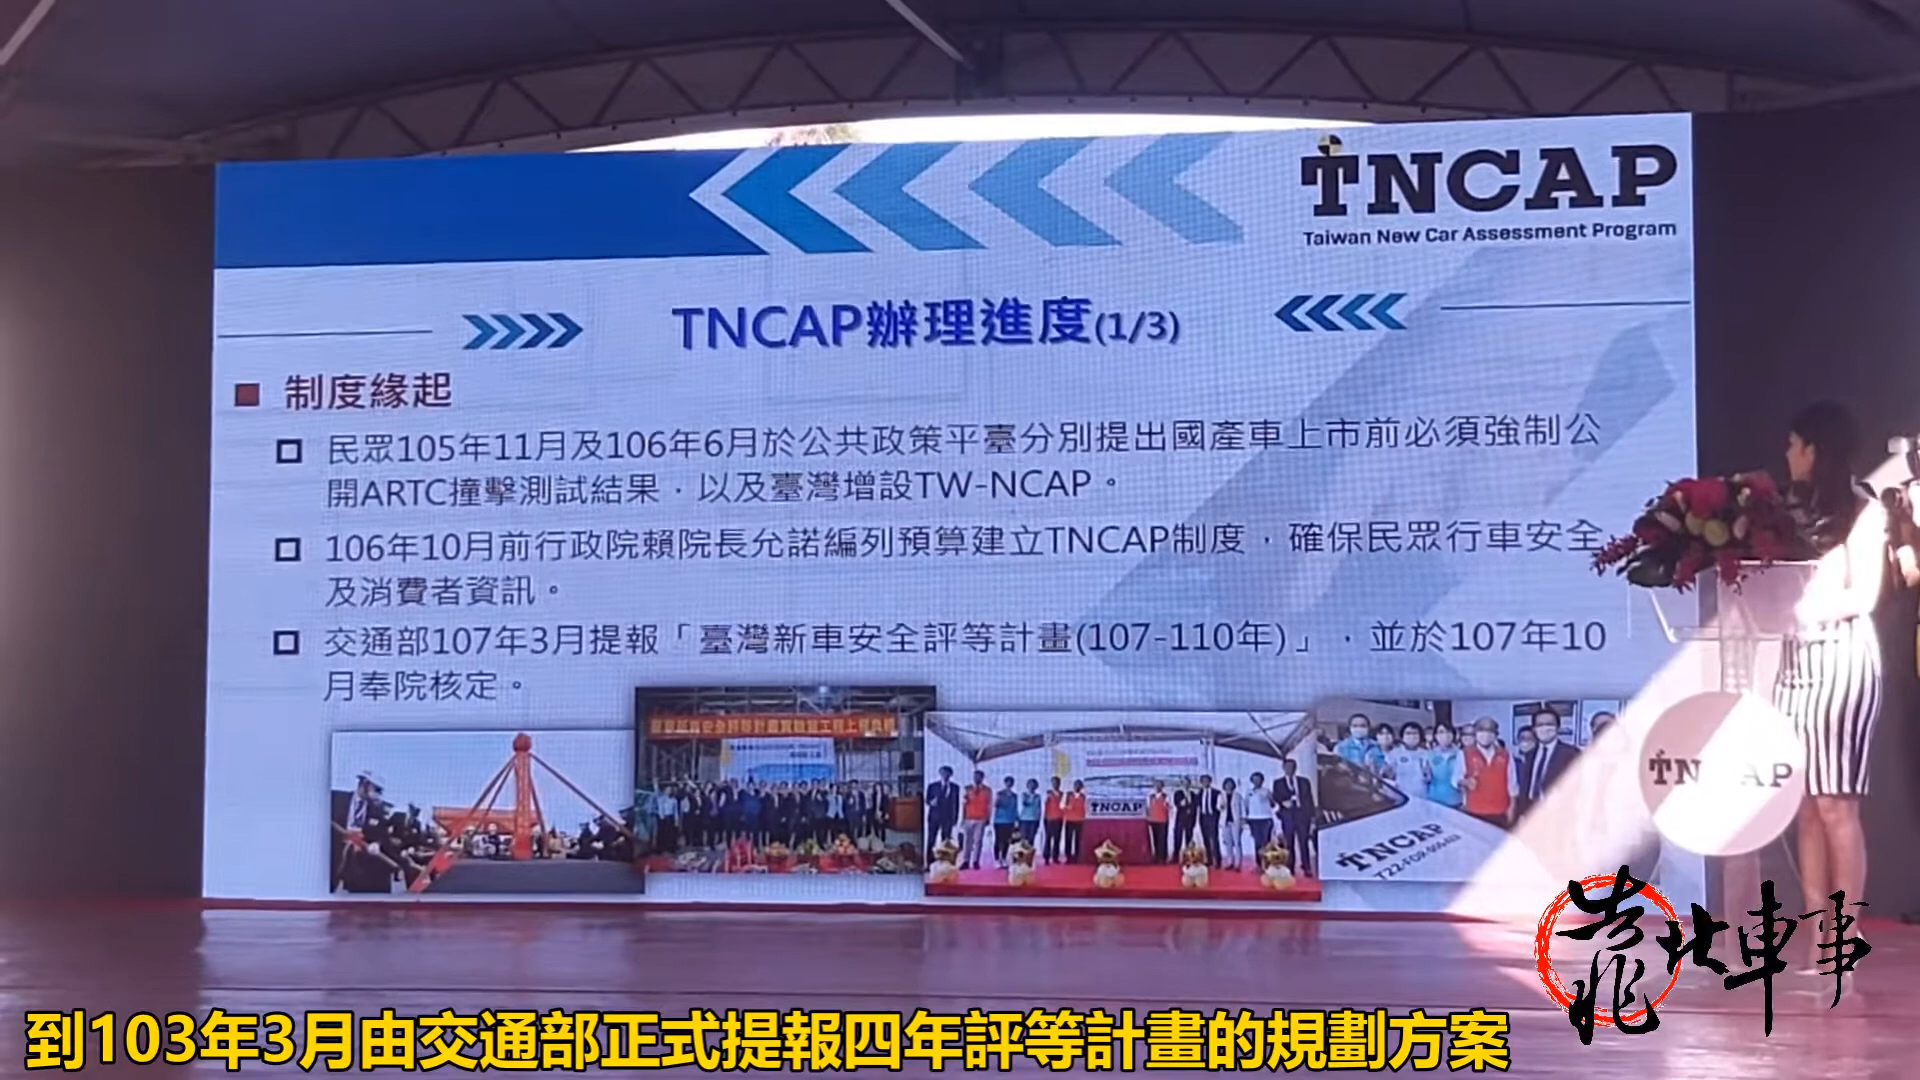 TNCAP
Taiwan New Car Assessment Program
TNCAP辦理進度(1/3)
制度緣起
民眾105年11月及106年6月於公共政策平臺分別提出國產車上市前必須強制公
開ARTC撞擊測試結果，以及臺灣增設TW-NCAP。
106年10月前行政院賴院長允諾編列預算建立TNCAP制度，確保民眾行車安全
及消費者資訊。
交通部107年3月提報「臺灣新車安全評等計畫(107-110年)」，並於107年10
月奉院核定。
TNCAP
TNCAP
TNCAP
靠北車事
到103年3月由交通部正式提報四年評等計畫的規劃方案